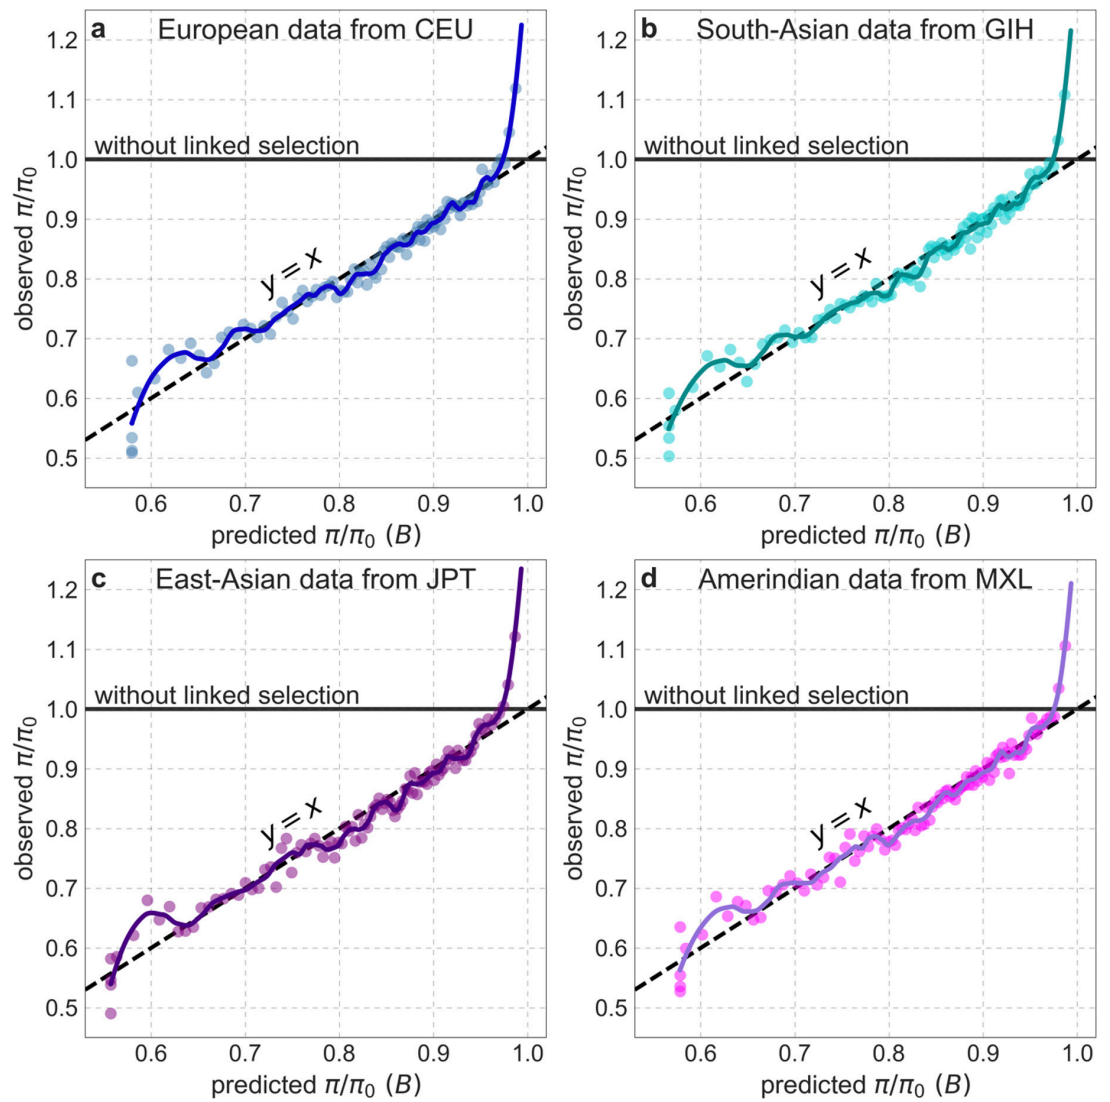 a European data from CEU
1.2
1.1
without linked selection
1.0
0.9
0.8
0.7
0.6
0.5
y = x
observed π/π₀
0.6 0.7 0.8 0.9 1.0
predicted π/π₀ (B)
b South-Asian data from GIH
1.2
1.1
without linked selection
1.0
0.9
0.8
0.7
0.6
0.5
y = x
observed π/π₀
0.6 0.7 0.8 0.9 1.0
predicted π/π₀ (B)
c East-Asian data from JPT
1.2
1.1
without linked selection
1.0
0.9
0.8
0.7
0.6
0.5
y = x
observed π/π₀
0.6 0.7 0.8 0.9 1.0
predicted π/π₀ (B)
d Amerindian data from MXL
1.2
1.1
without linked selection
1.0
0.9
0.8
0.7
0.6
0.5
y = x
observed π/π₀
0.6 0.7 0.8 0.9 1.0
predicted π/π₀ (B)